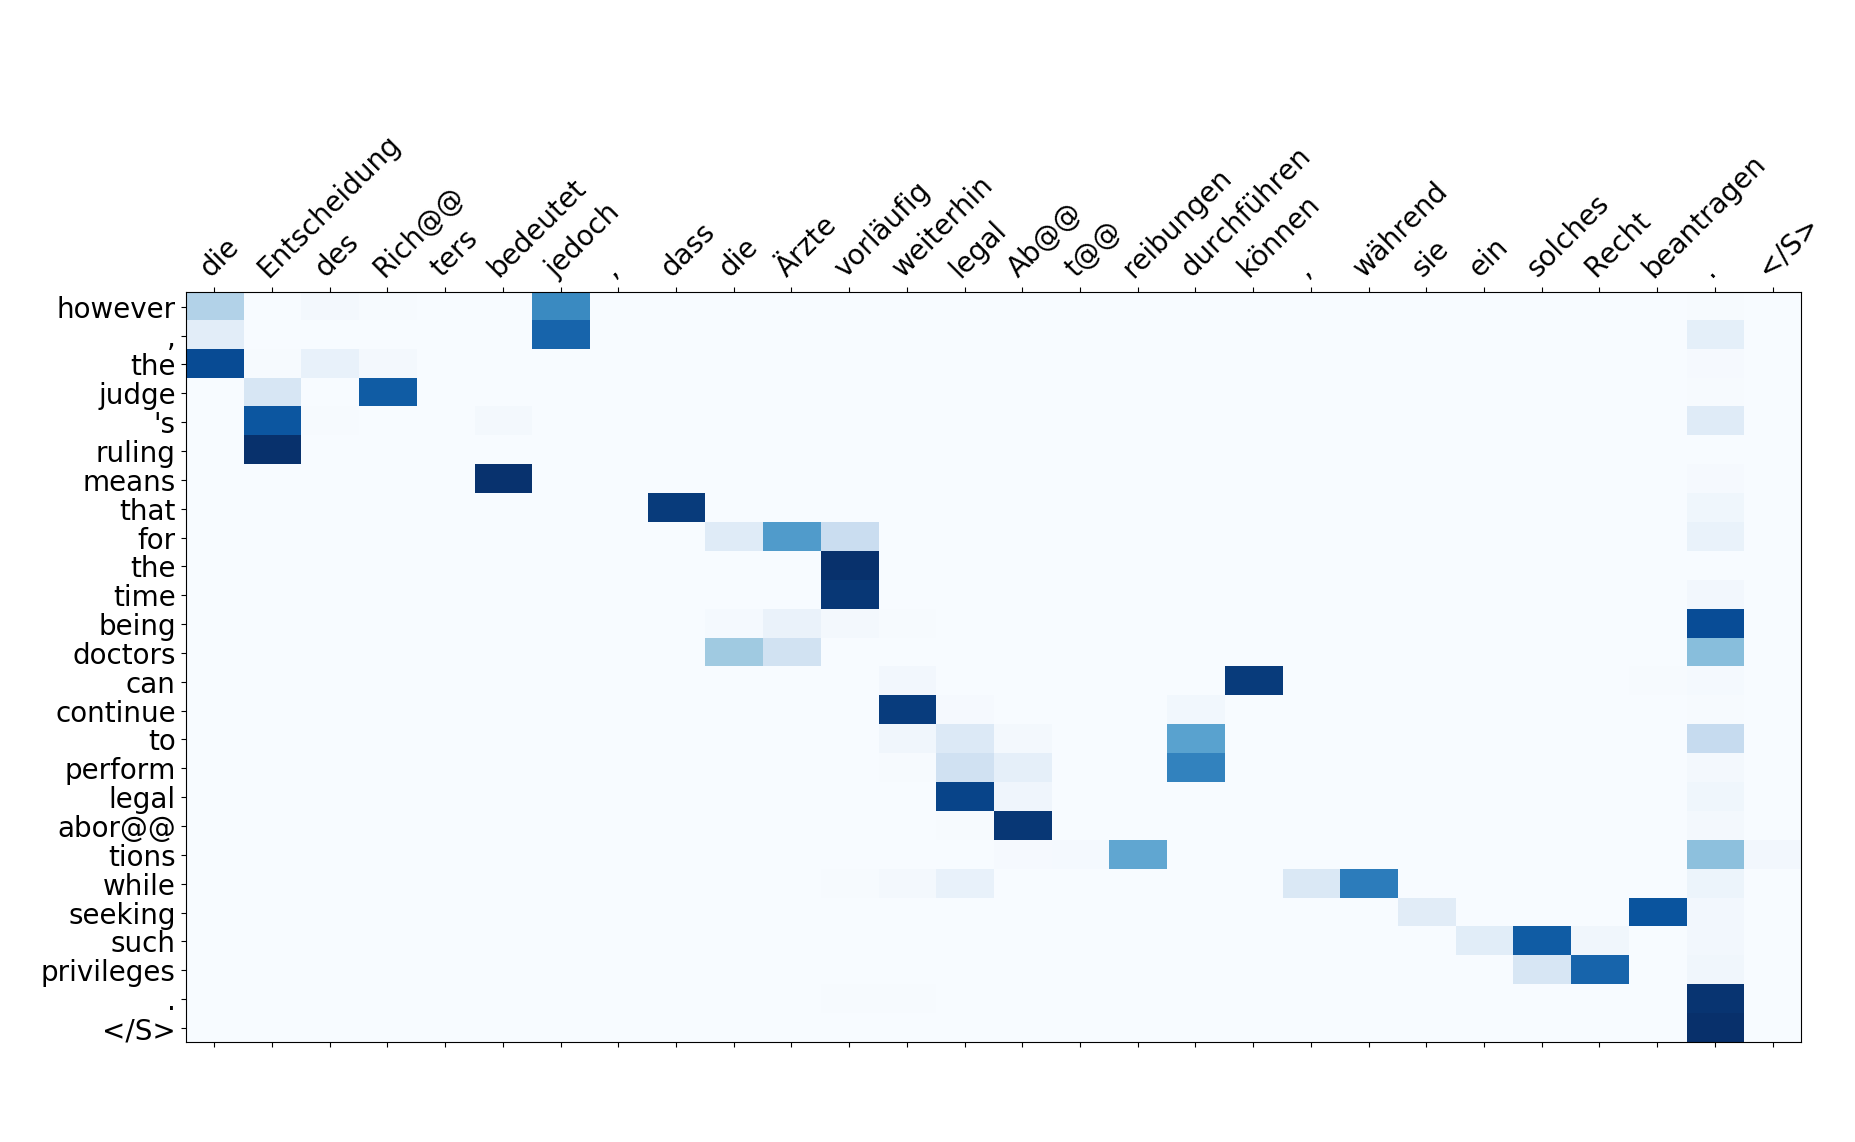 die Entscheidung des Rich@@ ters bedeutet jedoch , dass die Ärzte vorläufig weiterhin legal Ab@@ t@@ reibungen durchführen können , während sie ein solches Recht beantragen . </S>
however
,
the
judge
's
ruling
means
that
for
the
time
being
doctors
can
continue
to
perform
legal
abor@@
tions
while
seeking
such
privileges
.
</S>